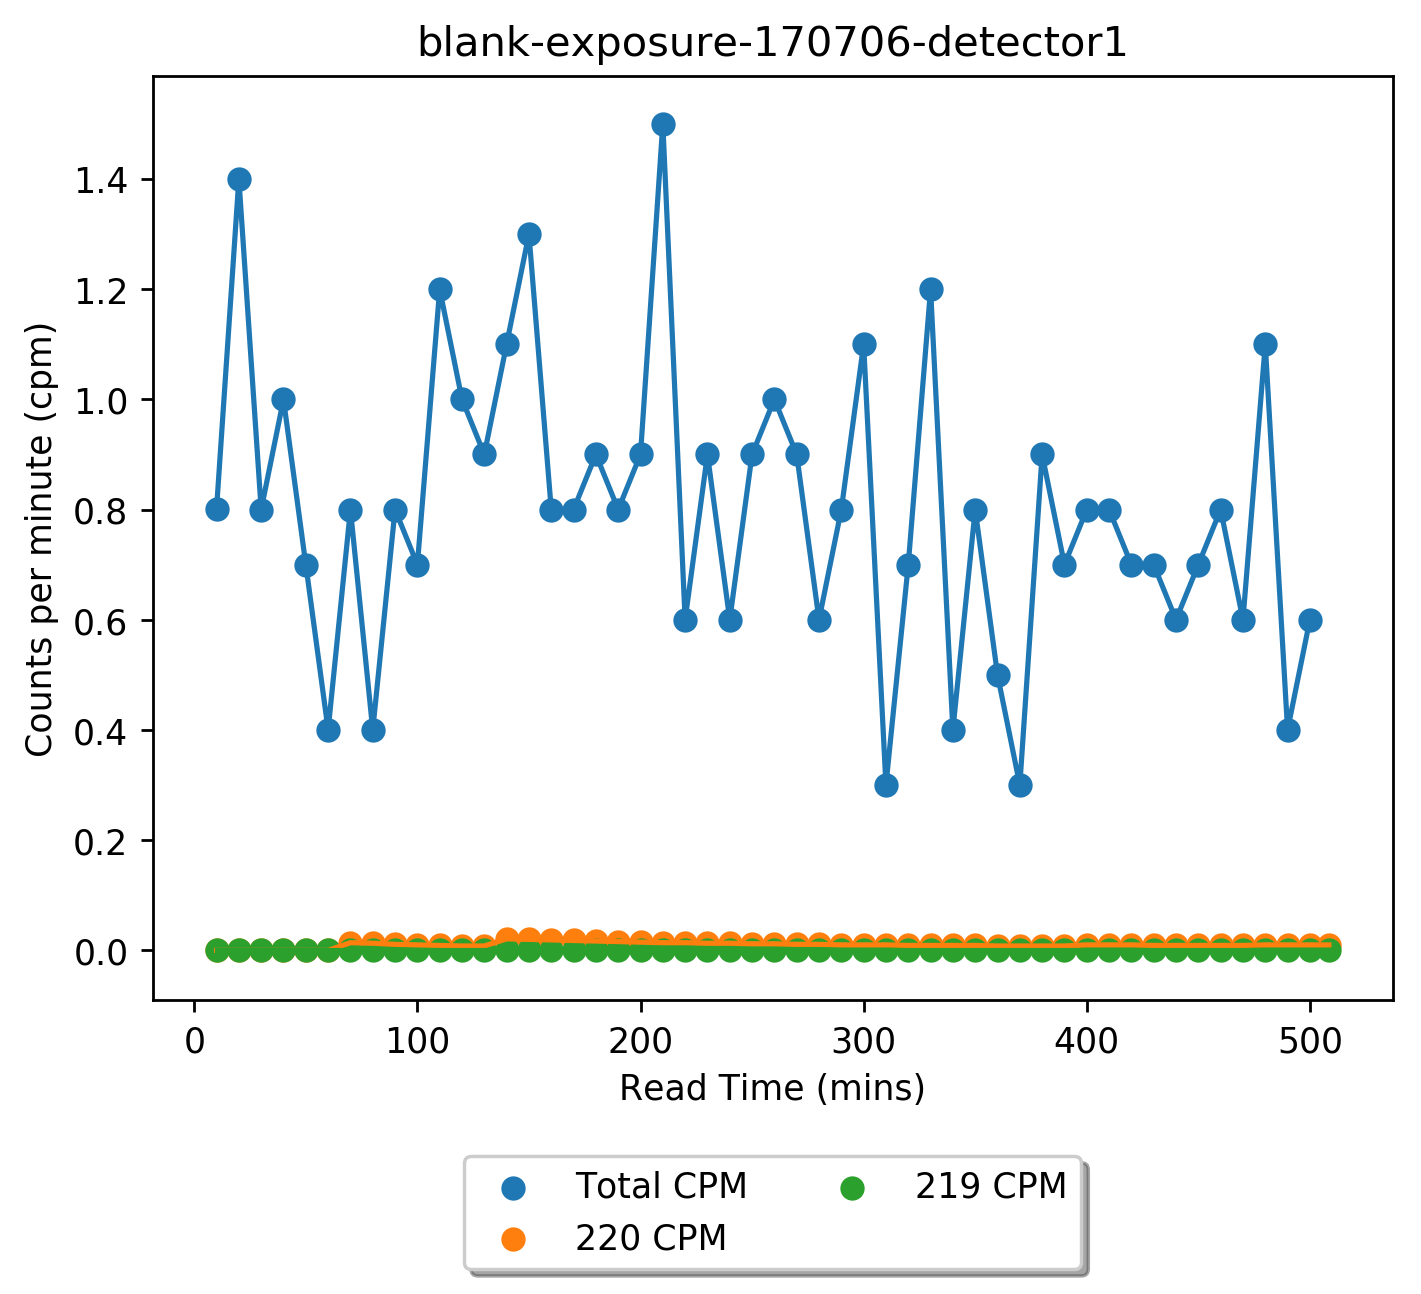 blank-exposure-170706-detector1
Counts per minute (cpm)
1.4
1.2
1.0
0.8
0.6
0.4
0.2
0.0
0 100 200 300 400 500
Read Time (mins)
Total CPM 219 CPM
220 CPM